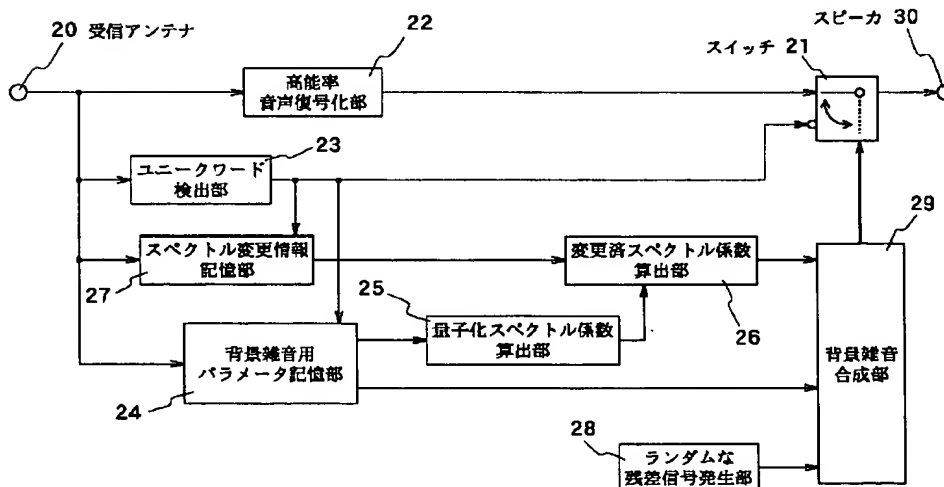 20 受信アンテナ
22
高能率
音声復号化部
スピーカ 30
スイッチ 21
23
ユニークワード
検出部
29
スペクトル変更情報
記憶部
27
変更済スペクトル係数
算出部
26
25
量子化スペクトル係数
算出部
背景雑音用
パラメータ記憶部
24
背景雑音
合成部
28
ランダムな
残差信号発生部